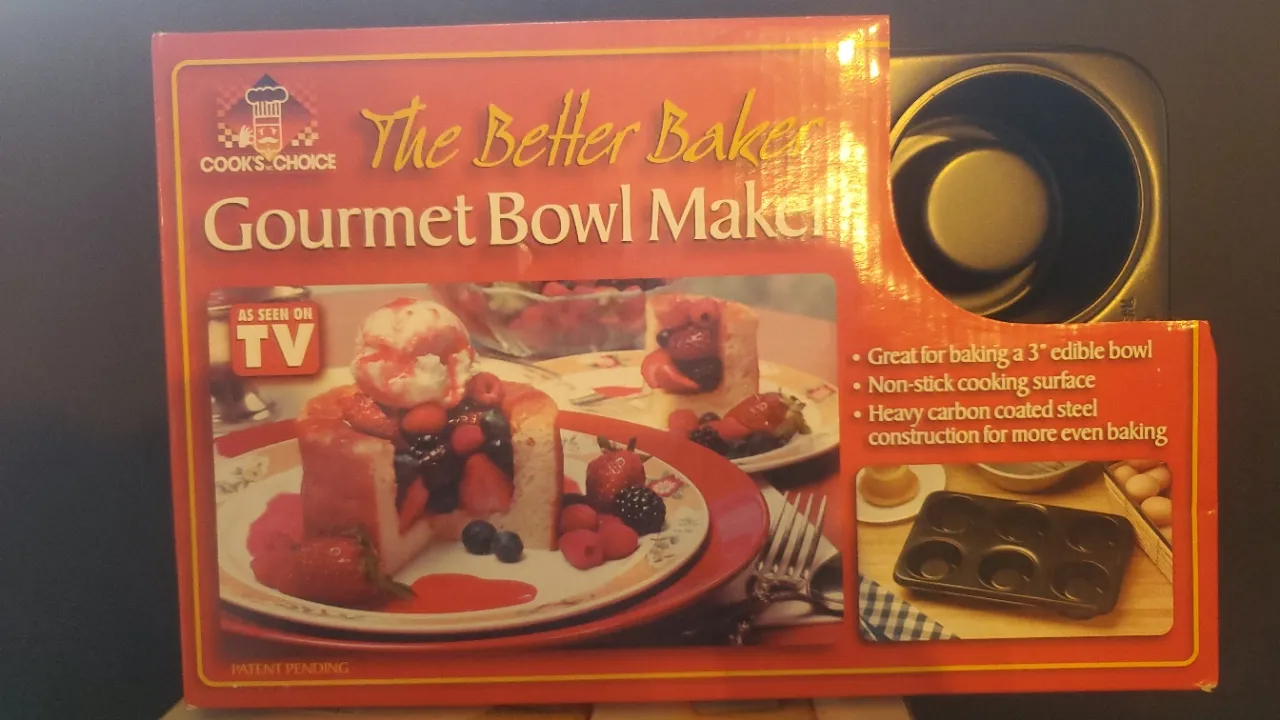 The Better Baker
COOK'S CHOICE
Gourmet Bowl Maker
AS SEEN ON
TV
• Great for baking a 3" edible bowl
• Non-stick cooking surface
• Heavy carbon coated steel
construction for more even baking
PATENT PENDING